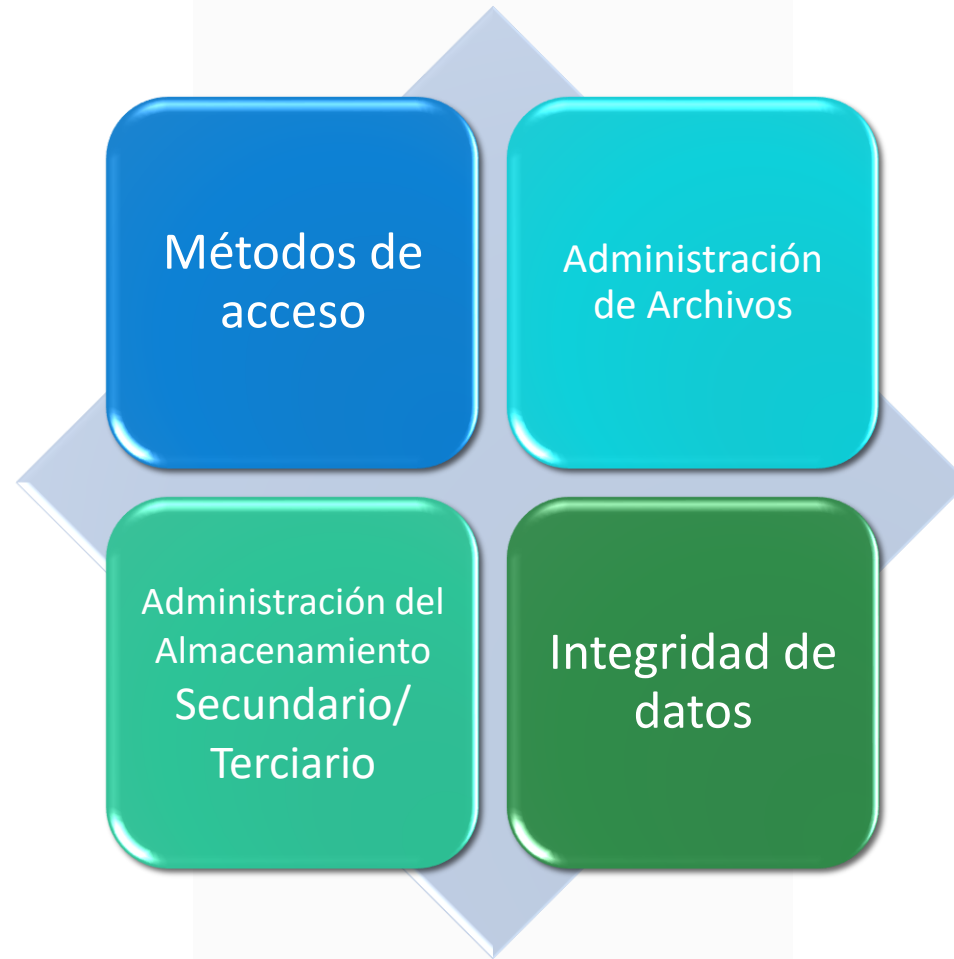 Métodos de
acceso
Administración
de Archivos
Administración del
Almacenamiento
Secundario/
Terciario
Integridad de
datos